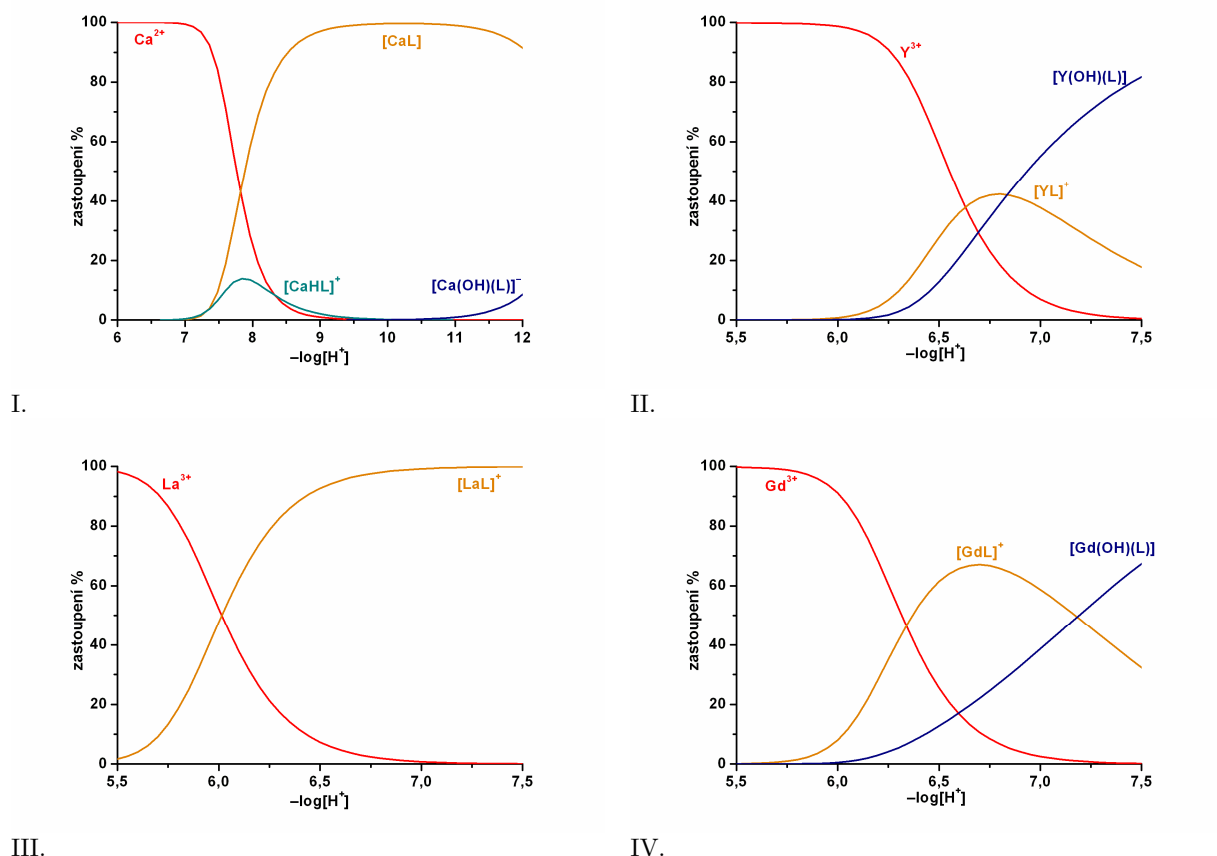 100
80
60
40
20
0
zastoupení %
Ca²⁺
[CaL]
[CaHL]⁺
[Ca(OH)(L)]⁻
6 7 8 9 10 11 12
–log[H⁺]
I.
100
80
60
40
20
0
zastoupení %
Y³⁺
[Y(OH)(L)]
[YL]⁺
5,5 6,0 6,5 7,0 7,5
–log[H⁺]
II.
100
80
60
40
20
0
zastoupení %
La³⁺
[LaL]⁺
5,5 6,0 6,5 7,0 7,5
–log[H⁺]
III.
100
80
60
40
20
0
zastoupení %
Gd³⁺
[GdL]⁺
[Gd(OH)(L)]
5,5 6,0 6,5 7,0 7,5
–log[H⁺]
IV.